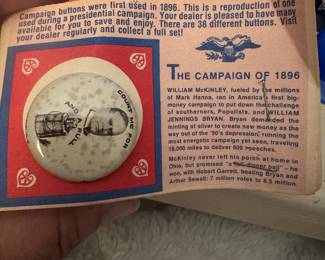 Campaign buttons were first used in 1896. This is a reproduction of one
used during a presidential campaign. Your dealer is pleased to have many
available for you to save and enjoy. There are 38 different buttons. Visit
your dealer regularly and collect a full set!
COUNT ME FOR
AND FULL
THE CAMPAIGN OF 1896
WILLIAM McKINLEY, fueled by the millions
of Mark Hanna, ran in America's first big-
money campaign to put down the challenge
of southerners, Populists, and WILLIAM
JENNINGS BRYAN. Bryan demanded the
minting of silver to create new money as the
way out of the '90's depression; running the
most energetic campaign yet seen, traveling
18,000 miles to deliver 600 speeches.
McKinley never left his porch at home in
Ohio, but promised "a full dinner pail"—he
won, with Hobart Garrett, beating Bryan and
Arthur Sewall: 7 million votes to 6.5 million.